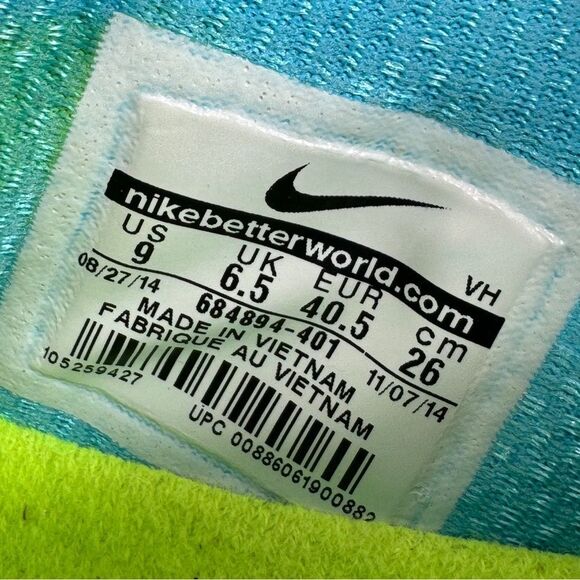 nikebetterworld.com
US UK EUR cm VH
9 6.5 40.5 26
08/27/14 684894-401 11/07/14
MADE IN VIETNAM
FABRIQUE AU VIETNAM
105259427
UPC 00886061900882